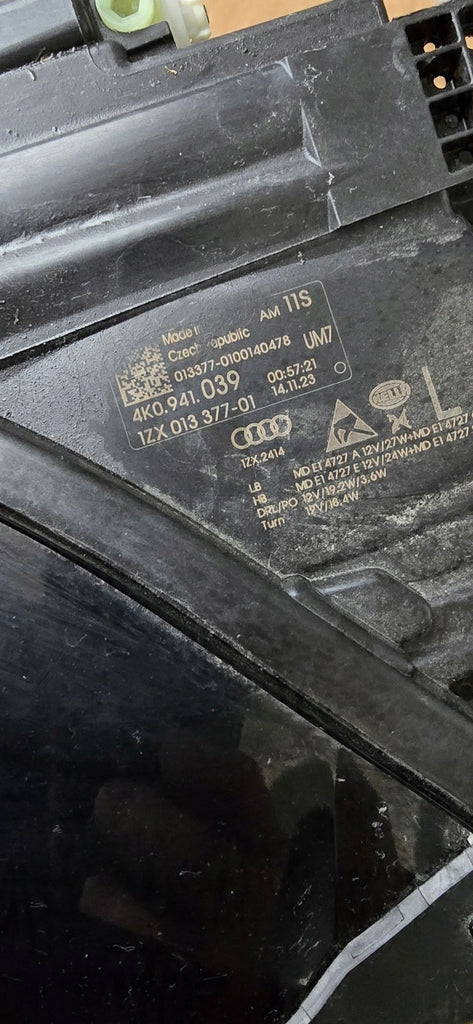 AM 11S
Made in
Czech Republic
013377-0100140478 UM7
4K0.941.039 00:57:21
1ZX 013 377-01 14.11.23
1ZX.2414
HELLA
L
LB MD E1 4727 A 12V/27W+MD E1 4727
HB MD E1 4727 E 12V/24W+MD E1 4727
DRL/PO 12V/19.2W/3.6W
Turn 12V/18.4W